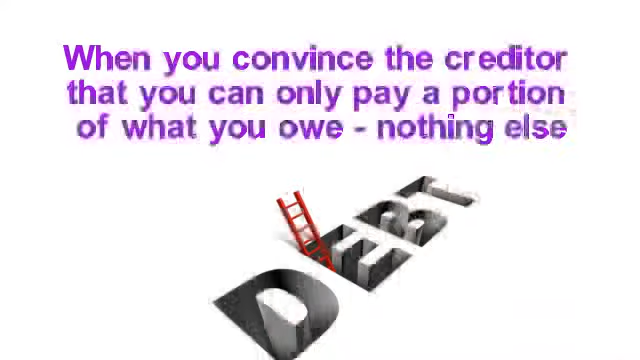 When you convince the creditor
that you can only pay a portion
of what you owe - nothing else
DEBT